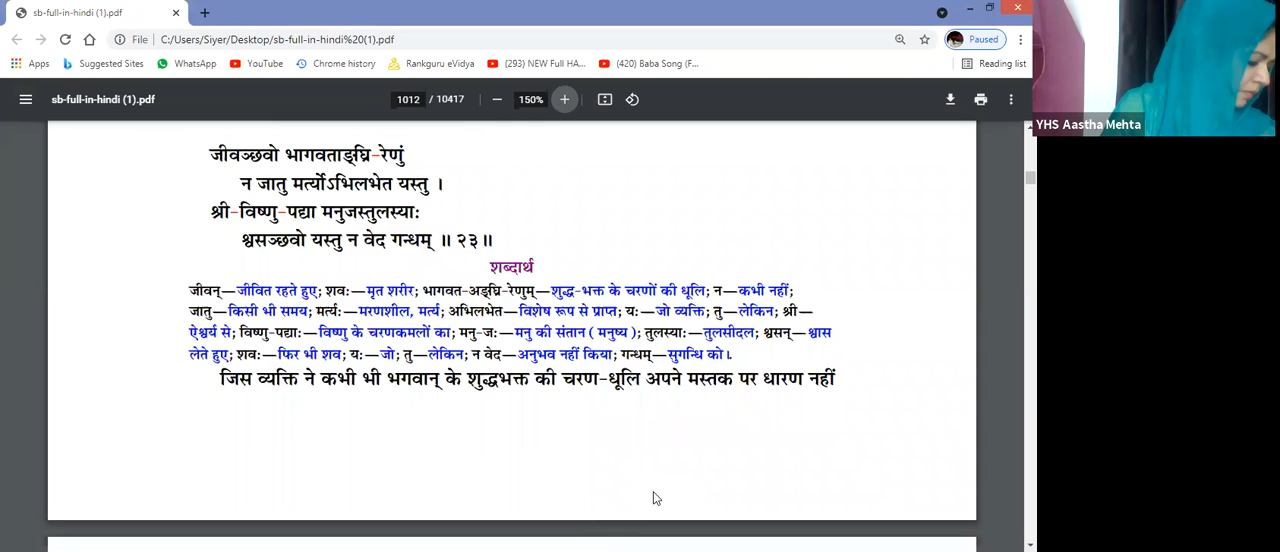 sb-full-in-hindi (1).pdf
File
C:/Users/Siyer/Desktop/sb-full-in-hindi%20(1).pdf
Paused
Apps
Suggested Sites
WhatsApp
YouTube
Chrome history
Rankguru eVidya
(293) NEW Full HA...
(420) Baba Song (F...
Reading list
sb-full-in-hindi (1).pdf
1012 / 10417
150%
YHS Aastha Mehta
जीवञ्छवो भागवताङ्घ्रि-रेणुं
न जातु मर्त्योऽभिलभेत यस्तु ।
श्री-विष्णु-पद्या मनुजस्तुलस्याः
श्वसञ्छवो यस्तु न वेद गन्धम् ॥ २३॥
शब्दार्थ
जीवन्—जीवित रहते हुए; शवः—मृत शरीर; भागवत-अङ्घ्रि-रेणुम्—शुद्ध-भक्त के चरणों की धूलि; न—कभी नहीं;
जातु—किसी भी समय; मर्त्यः—मरणशील, मर्त्य; अभिलभेत—विशेष रूप से प्राप्त; यः—जो व्यक्ति; तु—लेकिन; श्री—
ऐश्वर्य से; विष्णु-पद्याः—विष्णु के चरणकमलों का; मनु-जः—मनु की संतान ( मनुष्य ); तुलस्याः—तुलसीदल; श्वसन्—श्वास
लेते हुए; शवः—फिर भी शव; यः—जो; तु—लेकिन; न वेद—अनुभव नहीं किया; गन्धम्—सुगन्धि को।
जिस व्यक्ति ने कभी भी भगवान् के शुद्धभक्त की चरण-धूलि अपने मस्तक पर धारण नहीं